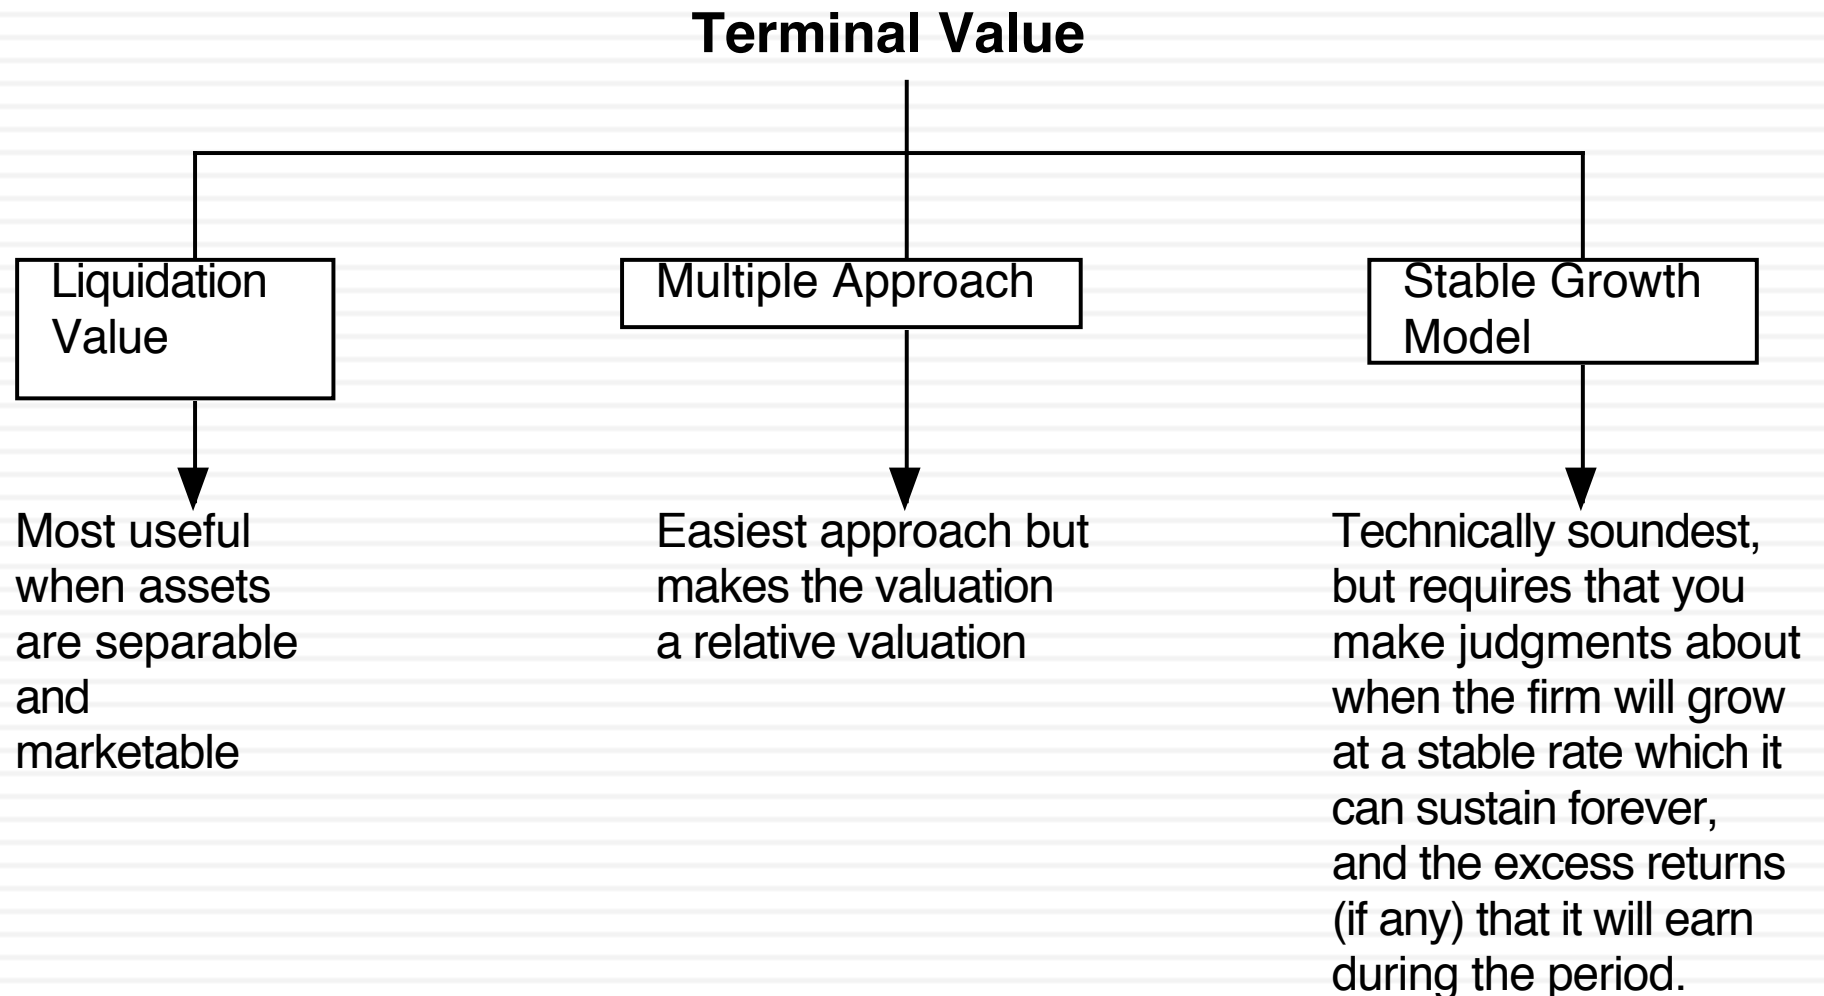 Terminal Value
Liquidation
Value
Multiple Approach
Stable Growth
Model
Most useful
when assets
are separable
and
marketable
Easiest approach but
makes the valuation
a relative valuation
Technically soundest,
but requires that you
make judgments about
when the firm will grow
at a stable rate which it
can sustain forever,
and the excess returns
(if any) that it will earn
during the period.